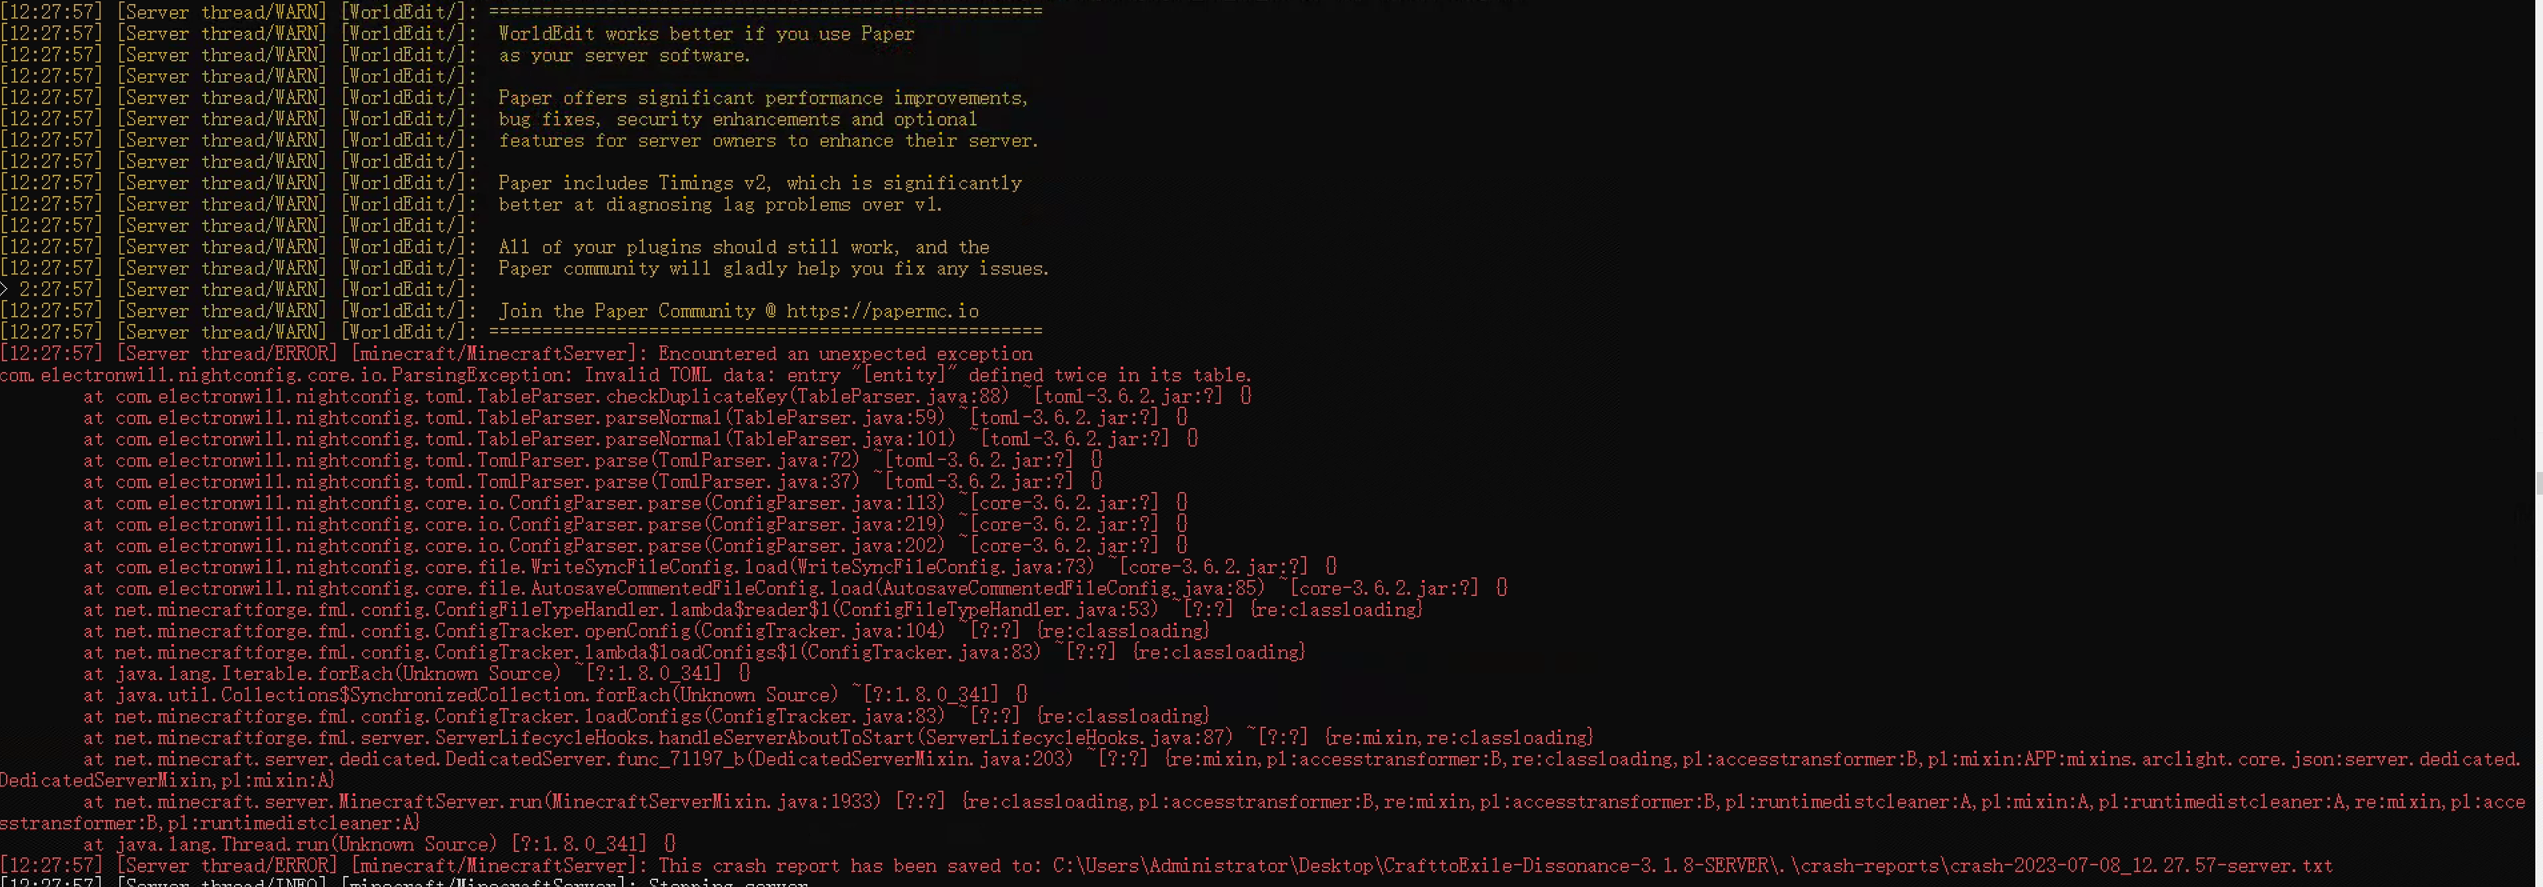 [12:27:57] [Server thread/WARN] [WorldEdit/]: ====================================================
[12:27:57] [Server thread/WARN] [WorldEdit/]:  WorldEdit works better if you use Paper
[12:27:57] [Server thread/WARN] [WorldEdit/]:  as your server software.
[12:27:57] [Server thread/WARN] [WorldEdit/]:
[12:27:57] [Server thread/WARN] [WorldEdit/]:  Paper offers significant performance improvements,
[12:27:57] [Server thread/WARN] [WorldEdit/]:  bug fixes, security enhancements and optional
[12:27:57] [Server thread/WARN] [WorldEdit/]:  features for server owners to enhance their server.
[12:27:57] [Server thread/WARN] [WorldEdit/]:
[12:27:57] [Server thread/WARN] [WorldEdit/]:  Paper includes Timings v2, which is significantly
[12:27:57] [Server thread/WARN] [WorldEdit/]:  better at diagnosing lag problems over v1.
[12:27:57] [Server thread/WARN] [WorldEdit/]:
[12:27:57] [Server thread/WARN] [WorldEdit/]:  All of your plugins should still work, and the
[12:27:57] [Server thread/WARN] [WorldEdit/]:  Paper community will gladly help you fix any issues.
> 2:27:57] [Server thread/WARN] [WorldEdit/]:
[12:27:57] [Server thread/WARN] [WorldEdit/]:  Join the Paper Community @ https://papermc.io
[12:27:57] [Server thread/WARN] [WorldEdit/]: ====================================================
[12:27:57] [Server thread/ERROR] [minecraft/MinecraftServer]: Encountered an unexpected exception
com.electronwill.nightconfig.core.io.ParsingException: Invalid TOML data: entry "[entity]" defined twice in its table.
at com.electronwill.nightconfig.toml.TableParser.checkDuplicateKey(TableParser.java:88) ~[toml-3.6.2.jar:?] {}
at com.electronwill.nightconfig.toml.TableParser.parseNormal(TableParser.java:59) ~[toml-3.6.2.jar:?] {}
at com.electronwill.nightconfig.toml.TableParser.parseNormal(TableParser.java:101) ~[toml-3.6.2.jar:?] {}
at com.electronwill.nightconfig.toml.TomlParser.parse(TomlParser.java:72) ~[toml-3.6.2.jar:?] {}
at com.electronwill.nightconfig.toml.TomlParser.parse(TomlParser.java:37) ~[toml-3.6.2.jar:?] {}
at com.electronwill.nightconfig.core.io.ConfigParser.parse(ConfigParser.java:113) ~[core-3.6.2.jar:?] {}
at com.electronwill.nightconfig.core.io.ConfigParser.parse(ConfigParser.java:219) ~[core-3.6.2.jar:?] {}
at com.electronwill.nightconfig.core.io.ConfigParser.parse(ConfigParser.java:202) ~[core-3.6.2.jar:?] {}
at com.electronwill.nightconfig.core.file.WriteSyncFileConfig.load(WriteSyncFileConfig.java:73) ~[core-3.6.2.jar:?] {}
at com.electronwill.nightconfig.core.file.AutosaveCommentedFileConfig.load(AutosaveCommentedFileConfig.java:85) ~[core-3.6.2.jar:?] {}
at net.minecraftforge.fml.config.ConfigFileTypeHandler.lambda$reader$1(ConfigFileTypeHandler.java:53) ~[?:?] {re:classloading}
at net.minecraftforge.fml.config.ConfigTracker.openConfig(ConfigTracker.java:104) ~[?:?] {re:classloading}
at net.minecraftforge.fml.config.ConfigTracker.lambda$loadConfigs$1(ConfigTracker.java:83) ~[?:?] {re:classloading}
at java.lang.Iterable.forEach(Unknown Source) ~[?:1.8.0_341] {}
at java.util.Collections$SynchronizedCollection.forEach(Unknown Source) ~[?:1.8.0_341] {}
at net.minecraftforge.fml.config.ConfigTracker.loadConfigs(ConfigTracker.java:83) ~[?:?] {re:classloading}
at net.minecraftforge.fml.server.ServerLifecycleHooks.handleServerAboutToStart(ServerLifecycleHooks.java:87) ~[?:?] {re:mixin,re:classloading}
at net.minecraft.server.dedicated.DedicatedServer.func_71197_b(DedicatedServerMixin.java:203) ~[?:?] {re:mixin,pl:accesstransformer:B,re:classloading,pl:accesstransformer:B,pl:mixin:APP:mixins.arclight.core.json:server.dedicated.
DedicatedServerMixin,pl:mixin:A}
at net.minecraft.server.MinecraftServer.run(MinecraftServerMixin.java:1933) [?:?] {re:classloading,pl:accesstransformer:B,re:mixin,pl:accesstransformer:B,pl:runtimedistcleaner:A,pl:mixin:A,pl:runtimedistcleaner:A,re:mixin,pl:acce
sstransformer:B,pl:runtimedistcleaner:A}
at java.lang.Thread.run(Unknown Source) [?:1.8.0_341] {}
[12:27:57] [Server thread/ERROR] [minecraft/MinecraftServer]: This crash report has been saved to: C:\Users\Administrator\Desktop\CrafttoExile-Dissonance-3.1.8-SERVER\.\crash-reports\crash-2023-07-08_12.27.57-server.txt
[12:27:57] [Server thread/INFO] [minecraft/MinecraftServer]: Stopping server